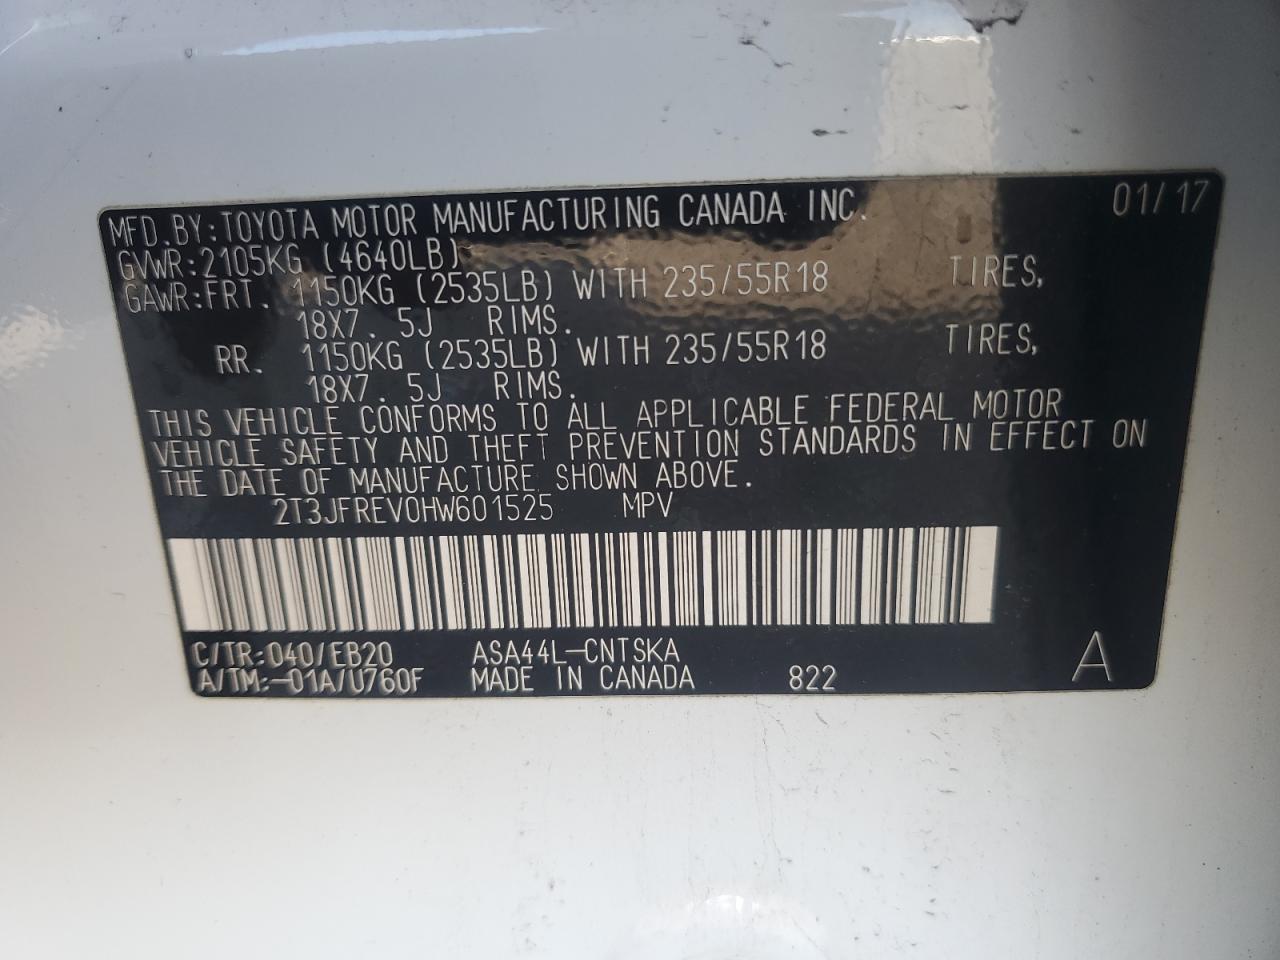 MFD.BY:TOYOTA MOTOR MANUFACTURING CANADA INC. 01/17
GVWR:2105KG (4640LB)
GAWR:FRT. 1150KG (2535LB) WITH 235/55R18 TIRES,
18X7.5J RIMS.
RR. 1150KG (2535LB) WITH 235/55R18 TIRES,
18X7.5J RIMS.
THIS VEHICLE CONFORMS TO ALL APPLICABLE FEDERAL MOTOR
VEHICLE SAFETY AND THEFT PREVENTION STANDARDS IN EFFECT ON
THE DATE OF MANUFACTURE SHOWN ABOVE.
2T3JFREV0HW601525 MPV
C/TR:040/EB20 ASA44L-CNTSKA
A/TM:-01A/U760F MADE IN CANADA 822 A